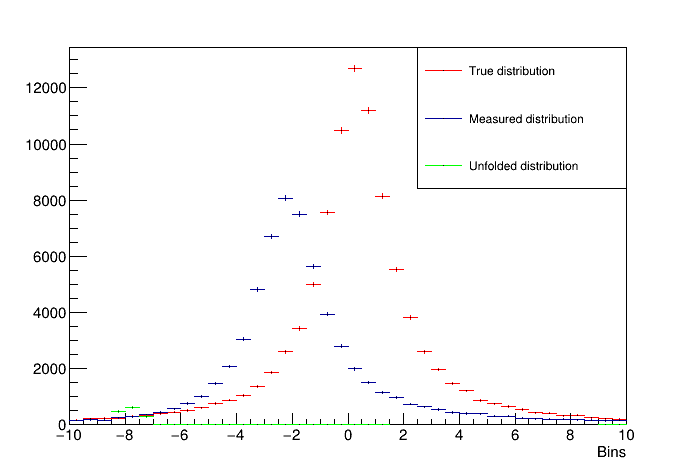 True distribution
Measured distribution
Unfolded distribution
12000
10000
8000
6000
4000
2000
0
−10 −8 −6 −4 −2 0 2 4 6 8 10
Bins